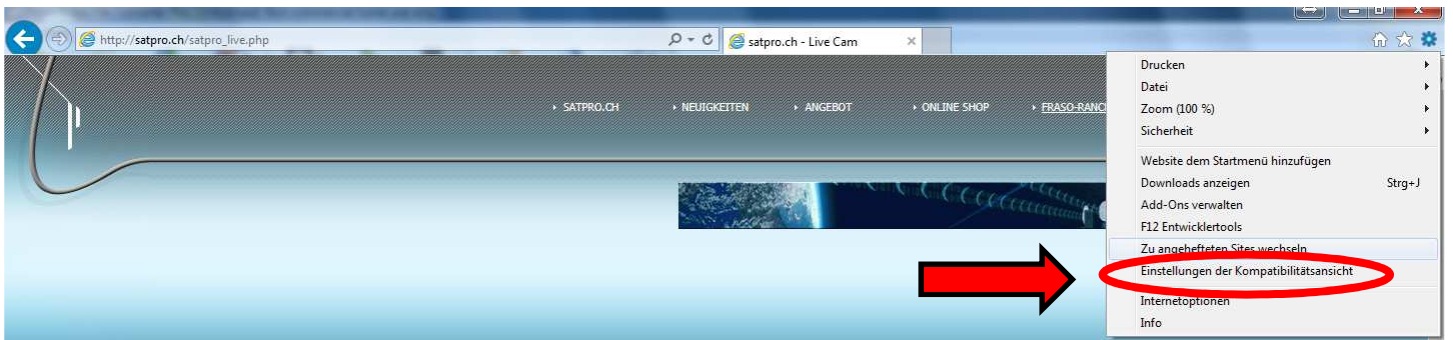 http://satpro.ch/satpro_live.php
satpro.ch - Live Cam
SATPRO.CH NEUIGKEITEN ANGEBOT ONLINE SHOP FRASO-RANC
Drucken
Datei
Zoom (100 %)
Sicherheit
Website dem Startmenü hinzufügen
Downloads anzeigen Strg+J
Add-Ons verwalten
F12 Entwicklertools
Zu angehefteten Sites wechseln
Einstellungen der Kompatibilitätsansicht
Internetoptionen
Info